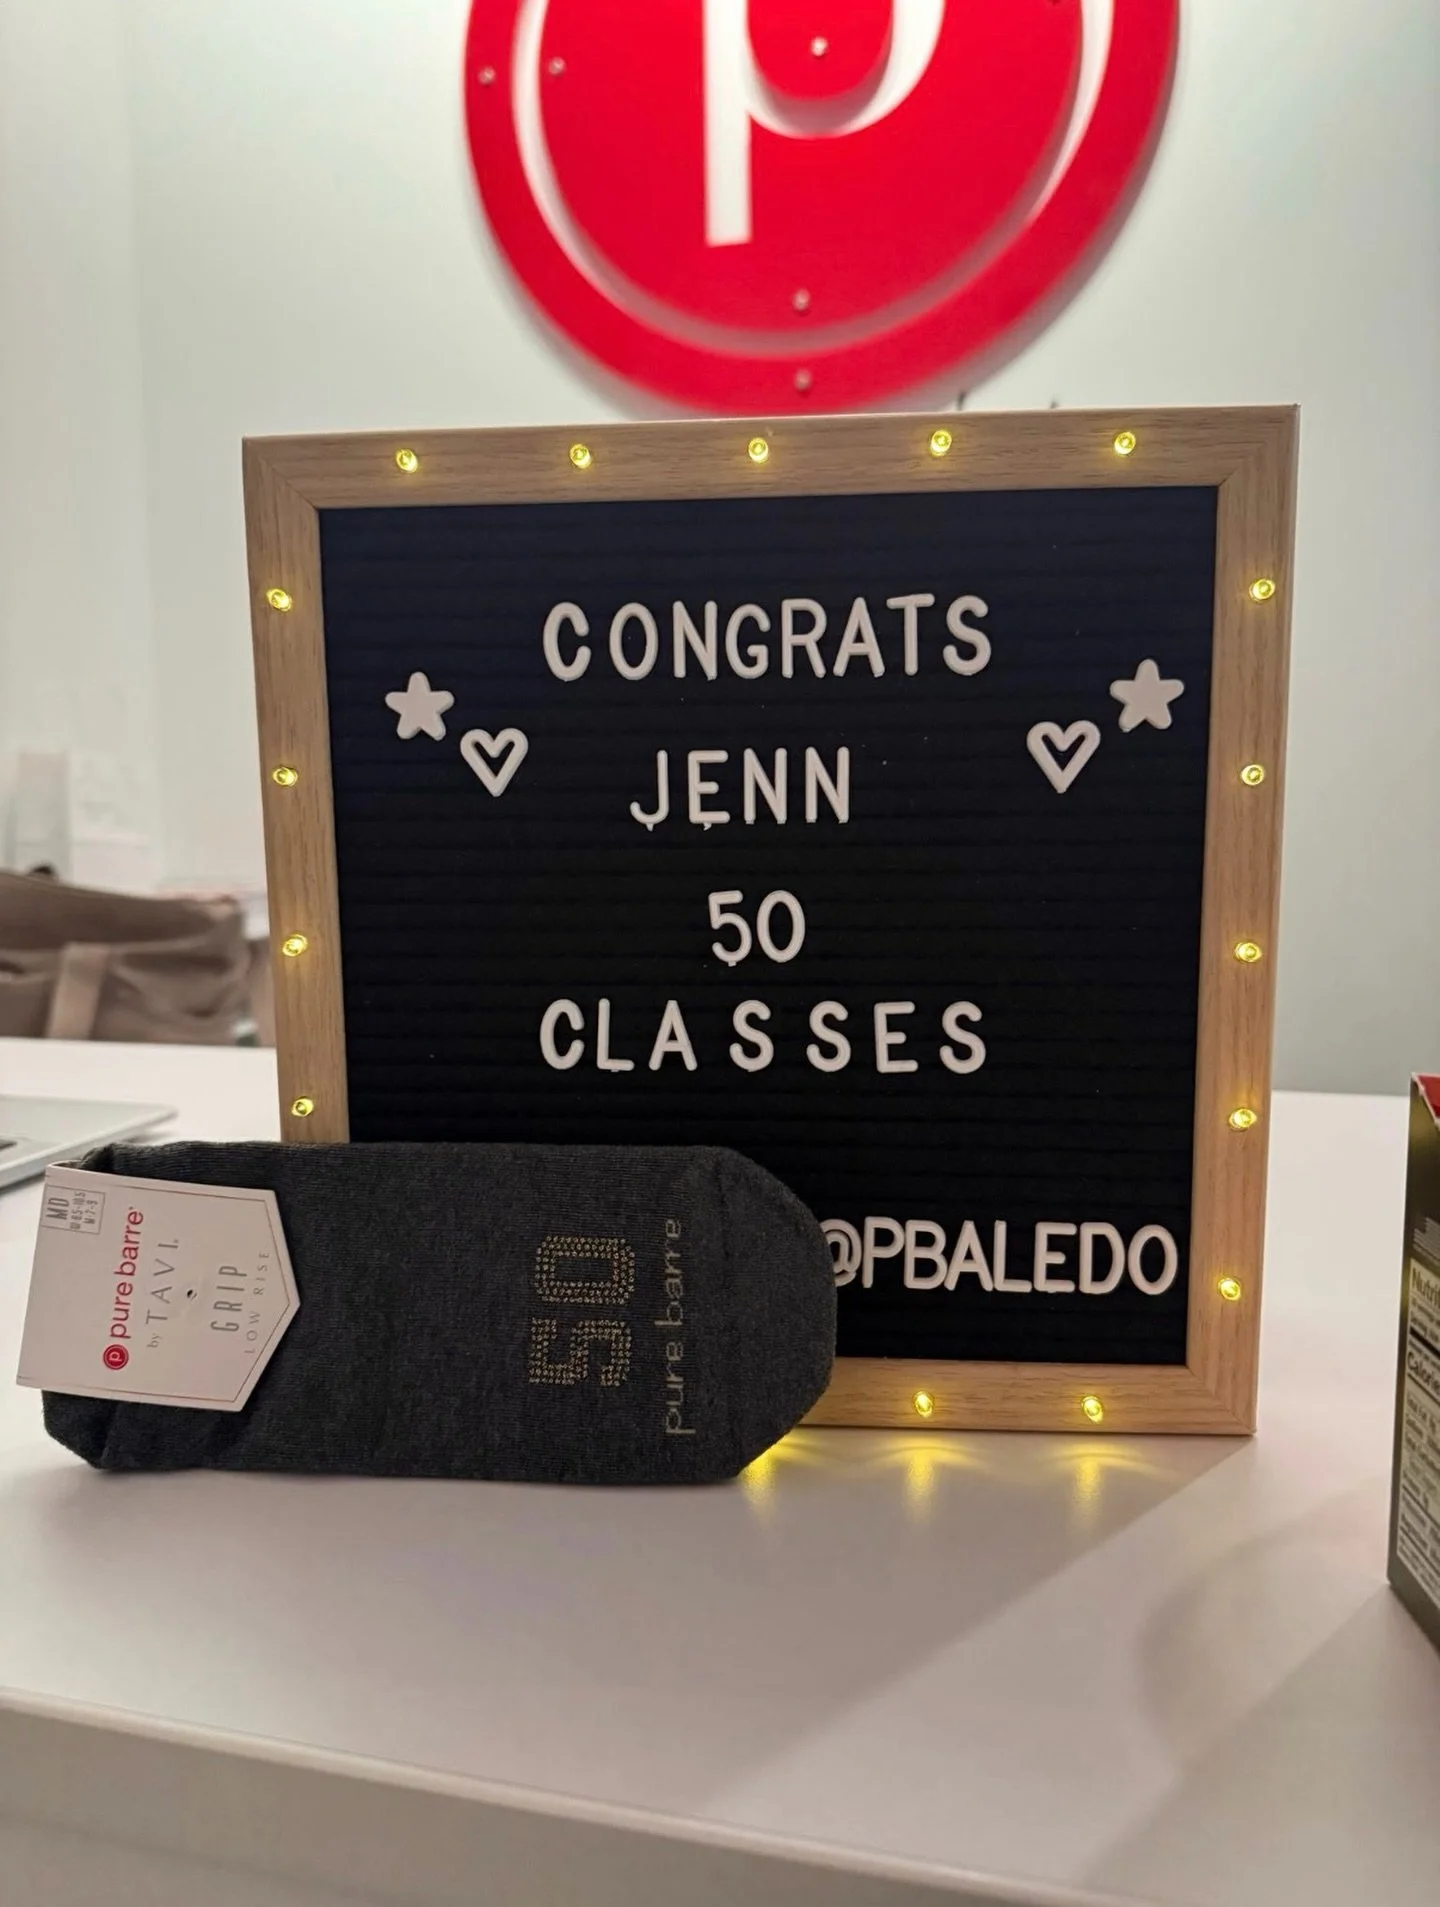 p
CONGRATS
JENN
50
CLASSES
@PBALEDO
MD
pure barre
by TAVI
GRIP
LOW RISE
50
pure barre